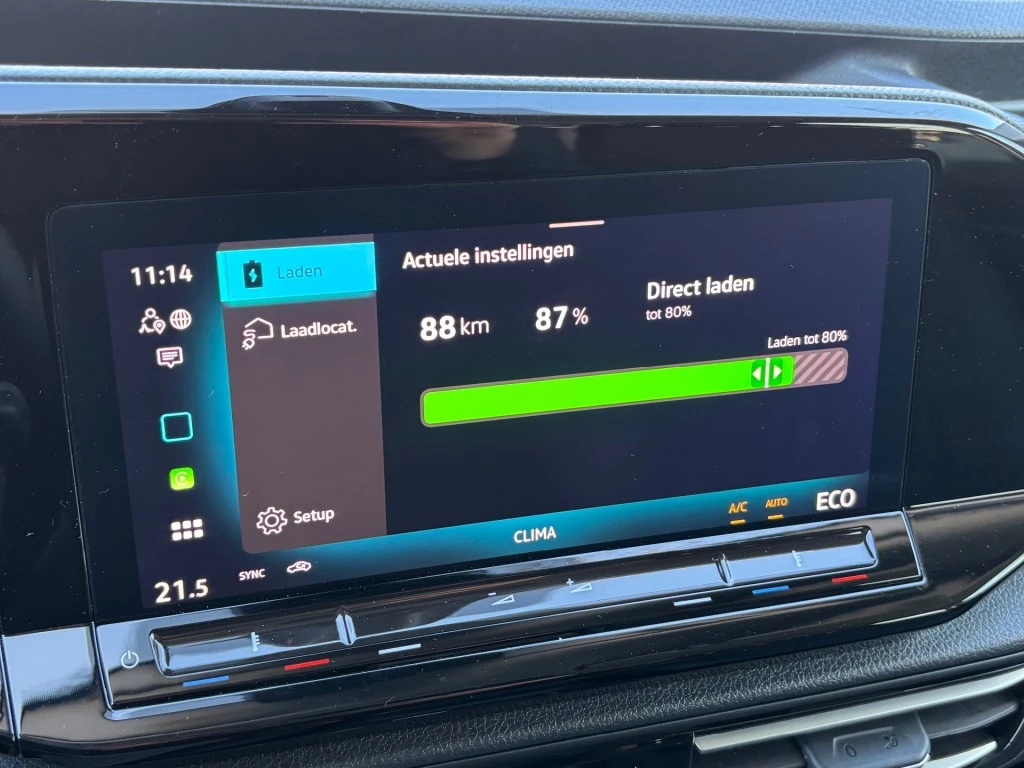 11:14
Laden
Laadlocat.
Setup
Actuele instellingen
88 km
87 %
Direct laden
tot 80%
Laden tot 80%
A/C
AUTO
ECO
CLIMA
SYNC
21.5